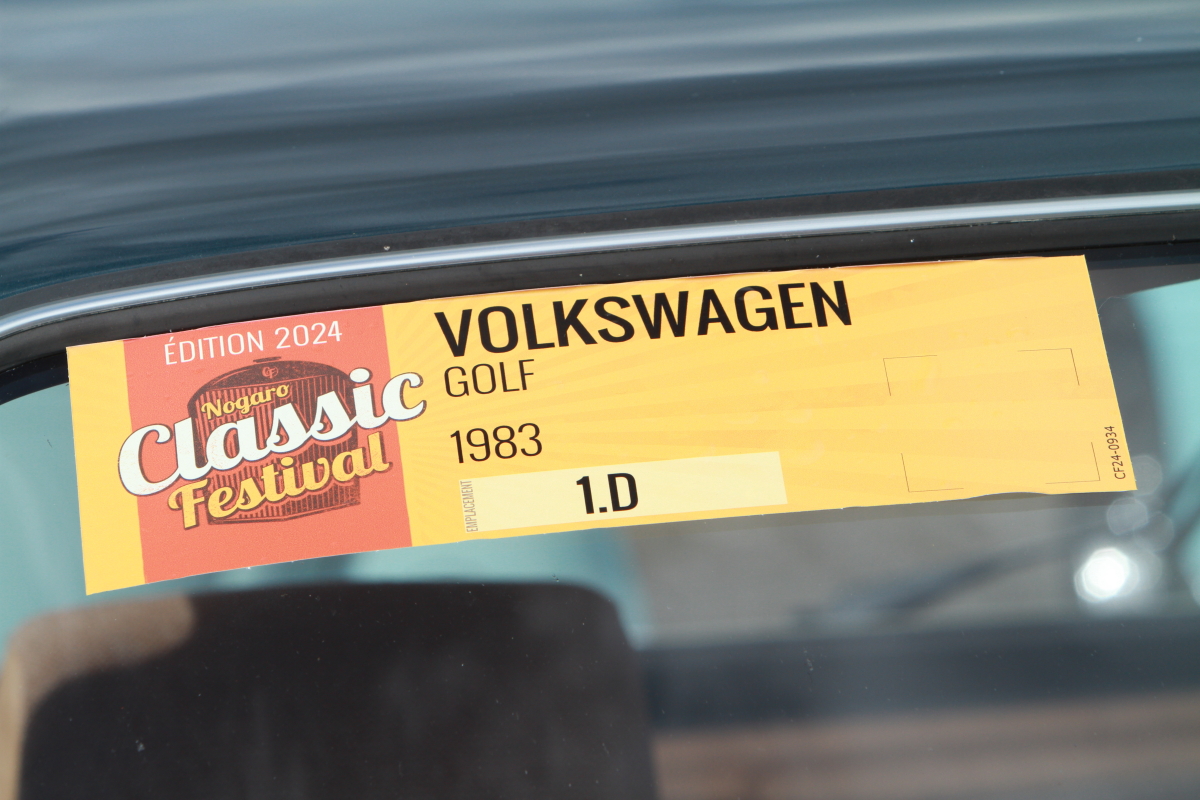 ÉDITION 2024
Nogaro
Classic
Festival
VOLKSWAGEN
GOLF
1983
EMPLACEMENT
1.D
CF24-0934